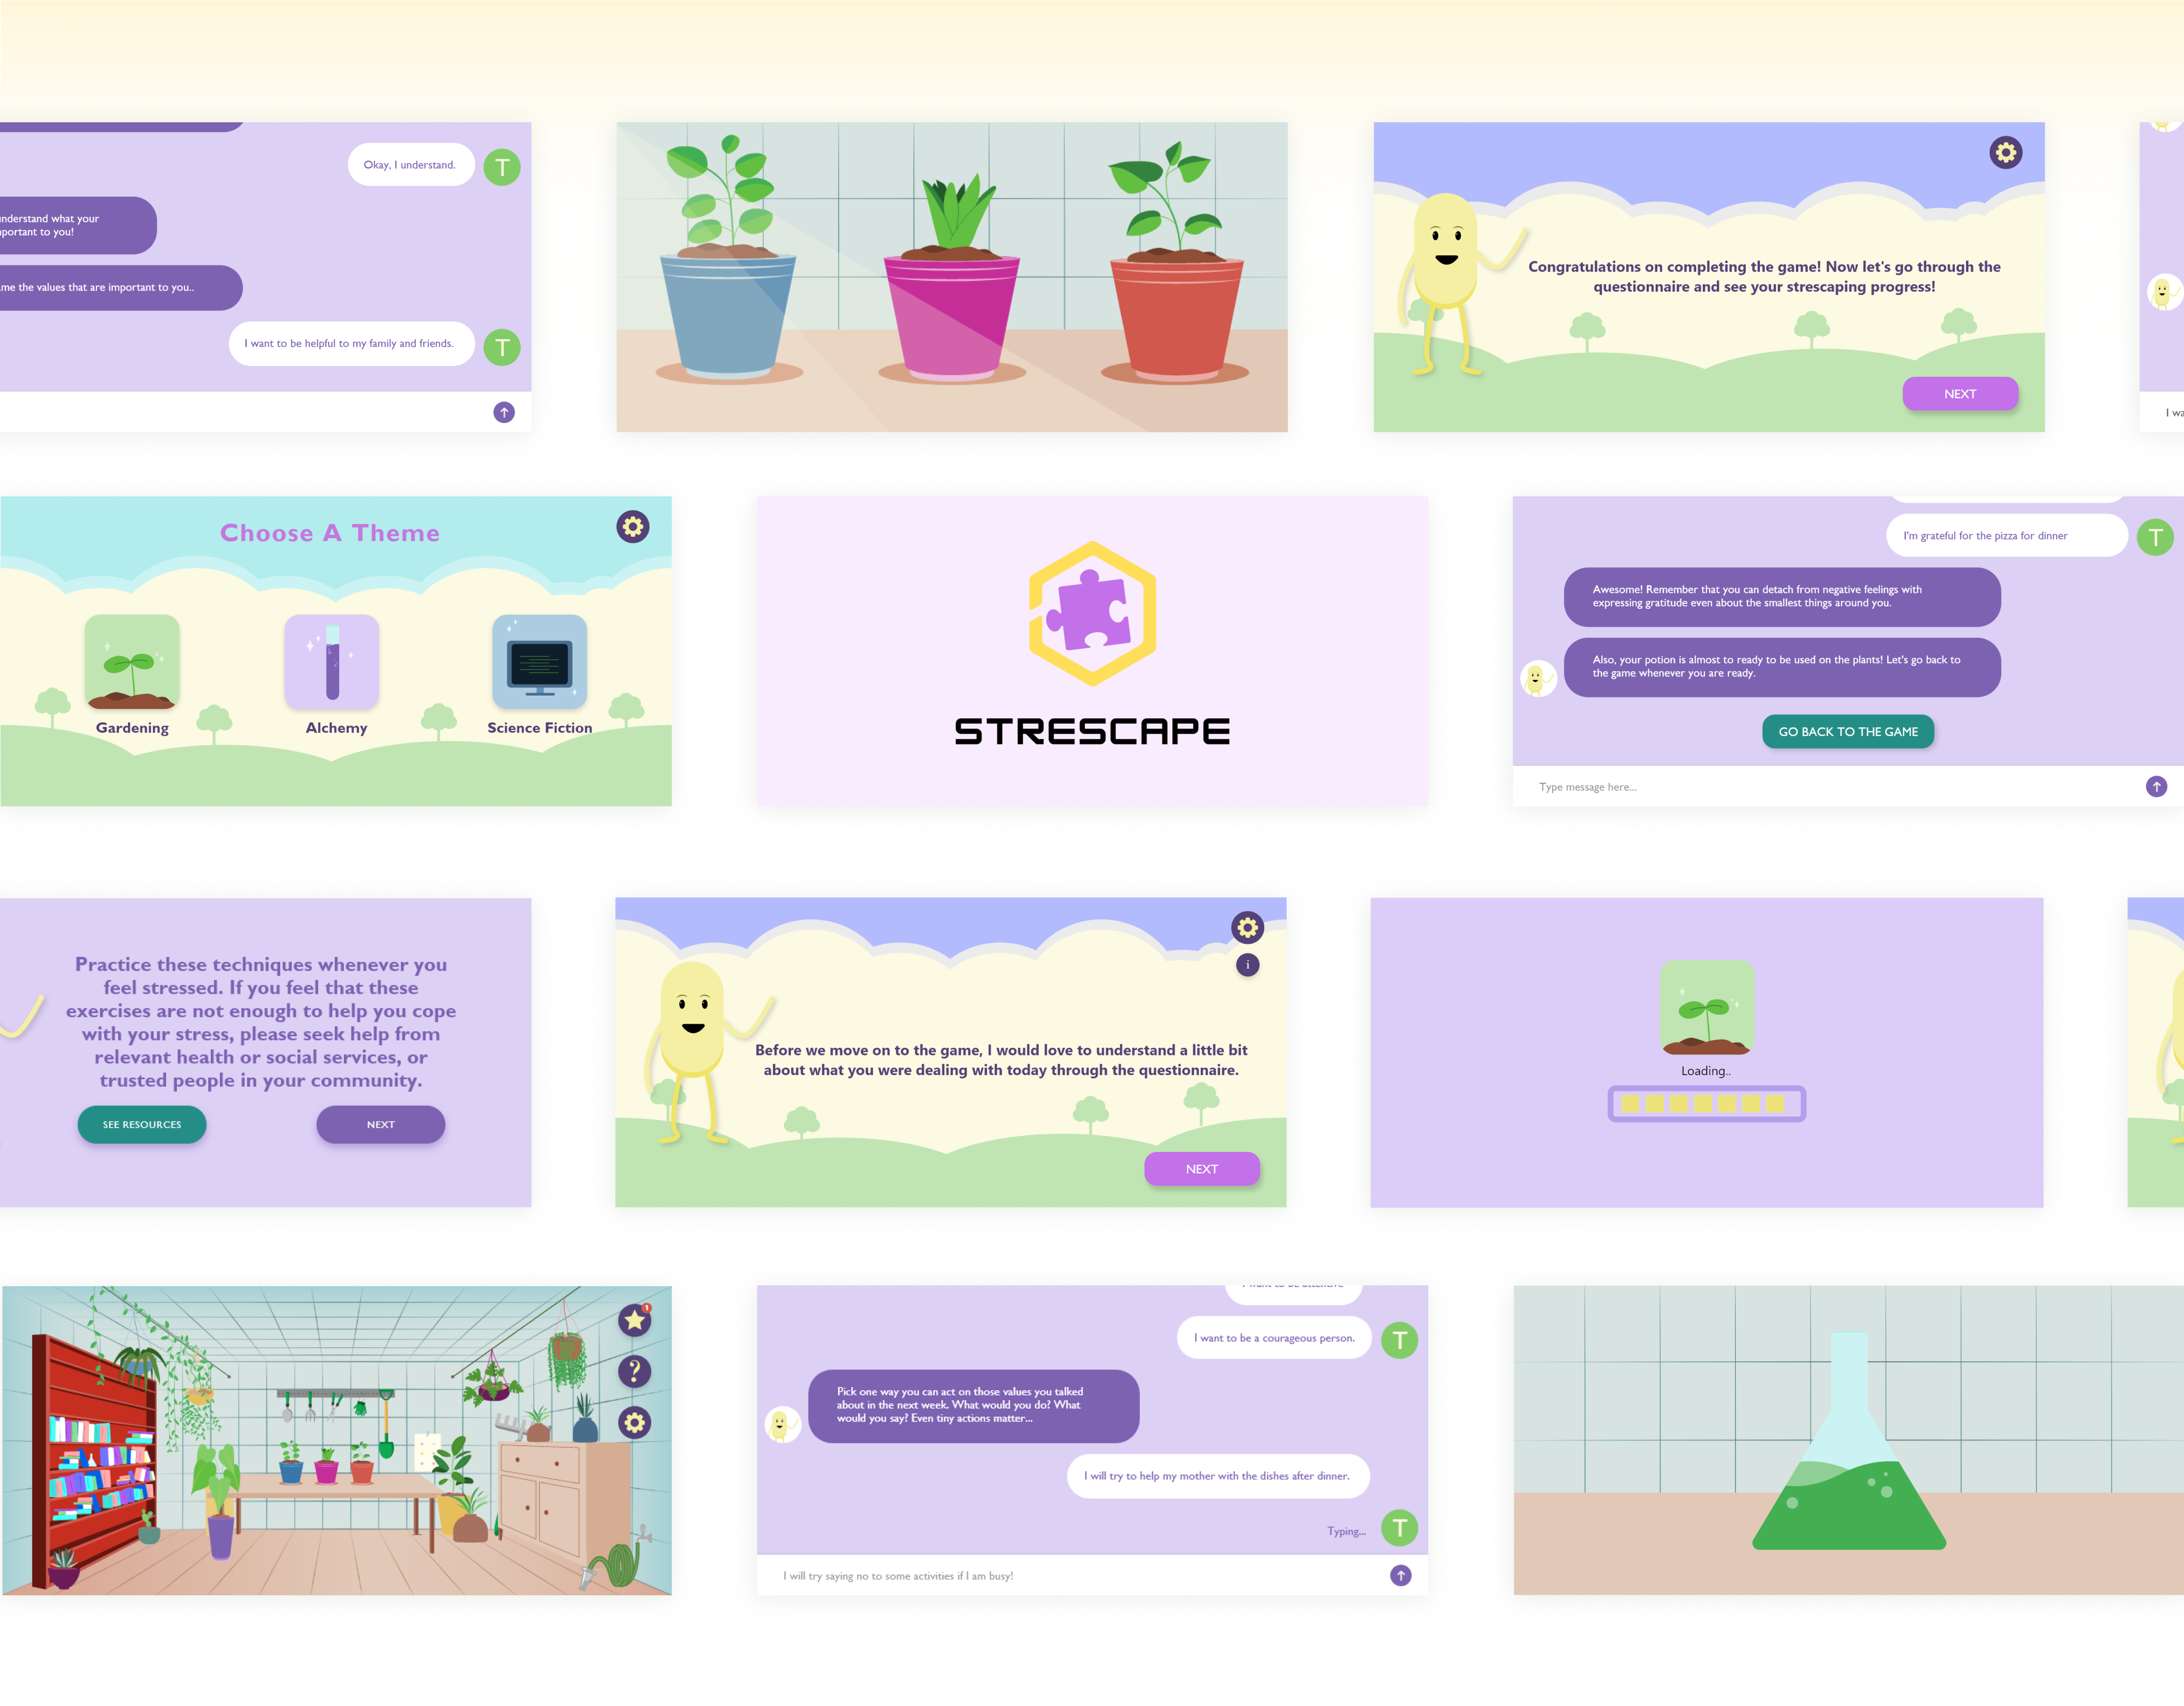 Okay, I understand.
T
understand what your
portant to you!
me the values that are important to you..
I want to be helpful to my family and friends.
T
Congratulations on completing the game! Now let's go through the
questionnaire and see your strescaping progress!
NEXT
I wa
Choose A Theme
Gardening
Alchemy
Science Fiction
STRESCAPE
I'm grateful for the pizza for dinner
T
Awesome! Remember that you can detach from negative feelings with
expressing gratitude even about the smallest things around you.
Also, your potion is almost to ready to be used on the plants! Let's go back to
the game whenever you are ready.
GO BACK TO THE GAME
Type message here...
Practice these techniques whenever you
feel stressed. If you feel that these
exercises are not enough to help you cope
with your stress, please seek help from
relevant health or social services, or
trusted people in your community.
SEE RESOURCES
NEXT
i
Before we move on to the game, I would love to understand a little bit
about what you were dealing with today through the questionnaire.
NEXT
Loading..
1
?
I want to be attentive
I want to be a courageous person.
T
Pick one way you can act on those values you talked
about in the next week. What would you do? What
would you say? Even tiny actions matter...
I will try to help my mother with the dishes after dinner.
Typing...
T
I will try saying no to some activities if I am busy!